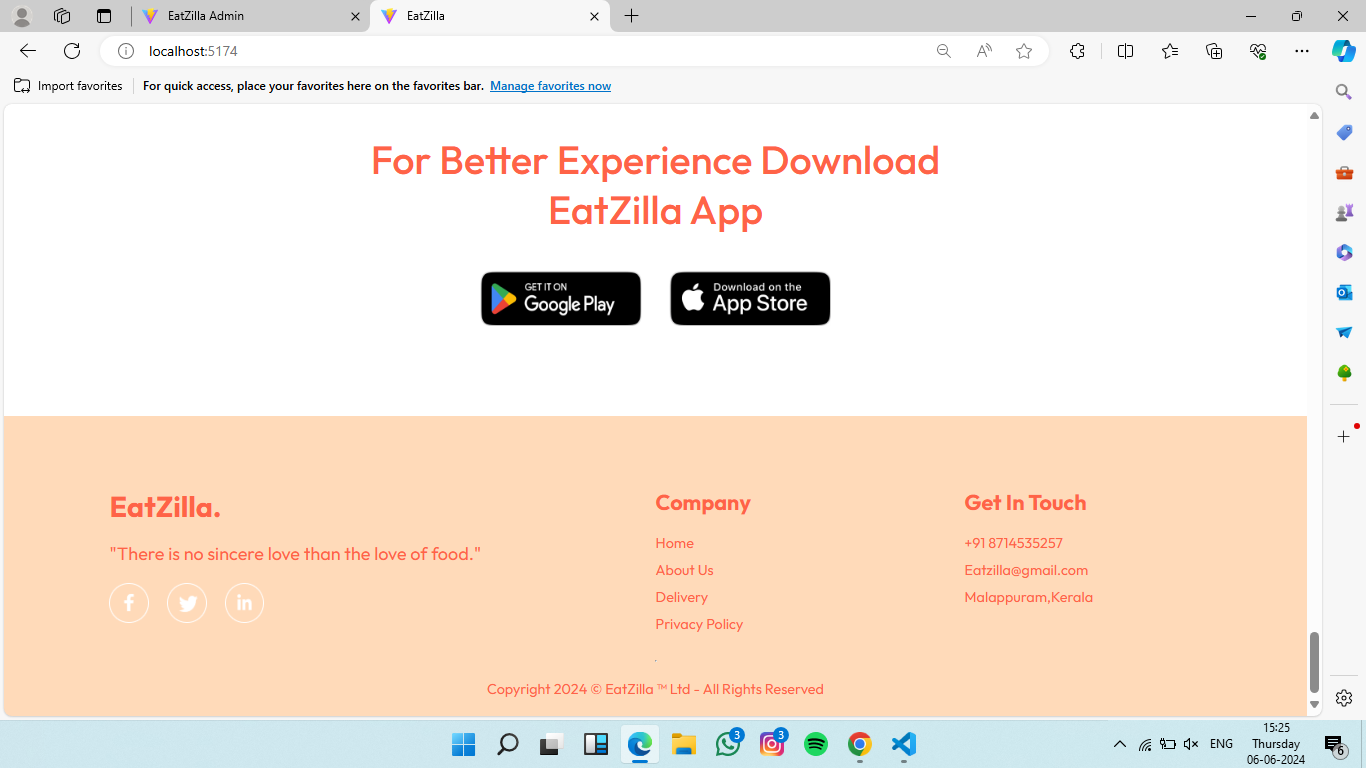 EatZilla Admin
EatZilla
localhost:5174
Import favorites
For quick access, place your favorites here on the favorites bar. Manage favorites now
For Better Experience Download
EatZilla App
GET IT ON
Google Play
Download on the
App Store
EatZilla.
"There is no sincere love than the love of food."
Company
Home
About Us
Delivery
Privacy Policy
Get In Touch
+91 8714535257
Eatzilla@gmail.com
Malappuram,Kerala
Copyright 2024 © EatZilla ™ Ltd - All Rights Reserved
3
3
ENG
15:25
Thursday
06-06-2024
6